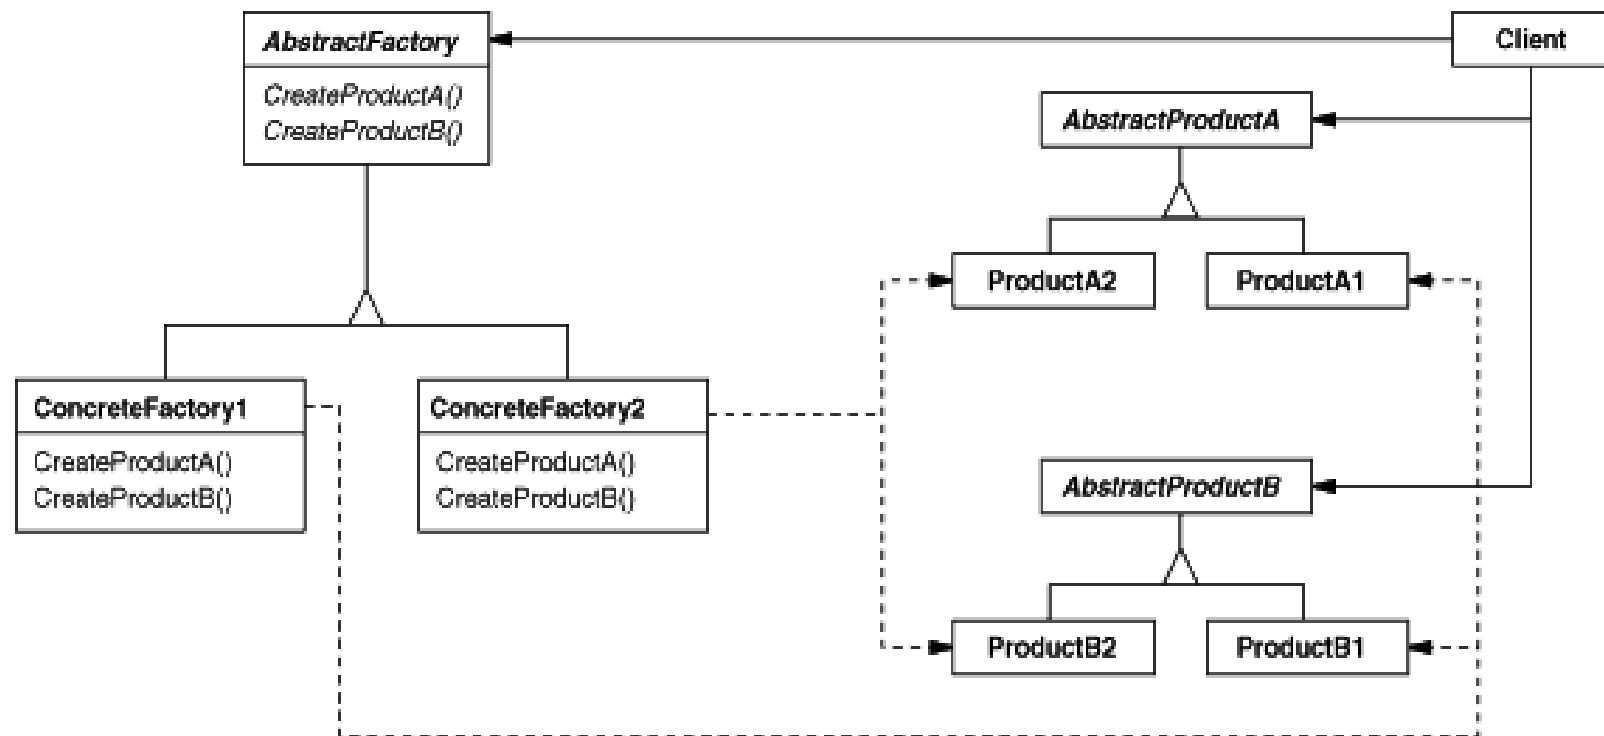 AbstractFactory
CreateProductA()
CreateProductB()
Client
AbstractProductA
ProductA2
ProductA1
ConcreteFactory1
CreateProductA()
CreateProductB()
ConcreteFactory2
CreateProductA()
CreateProductB()
AbstractProductB
ProductB2
ProductB1